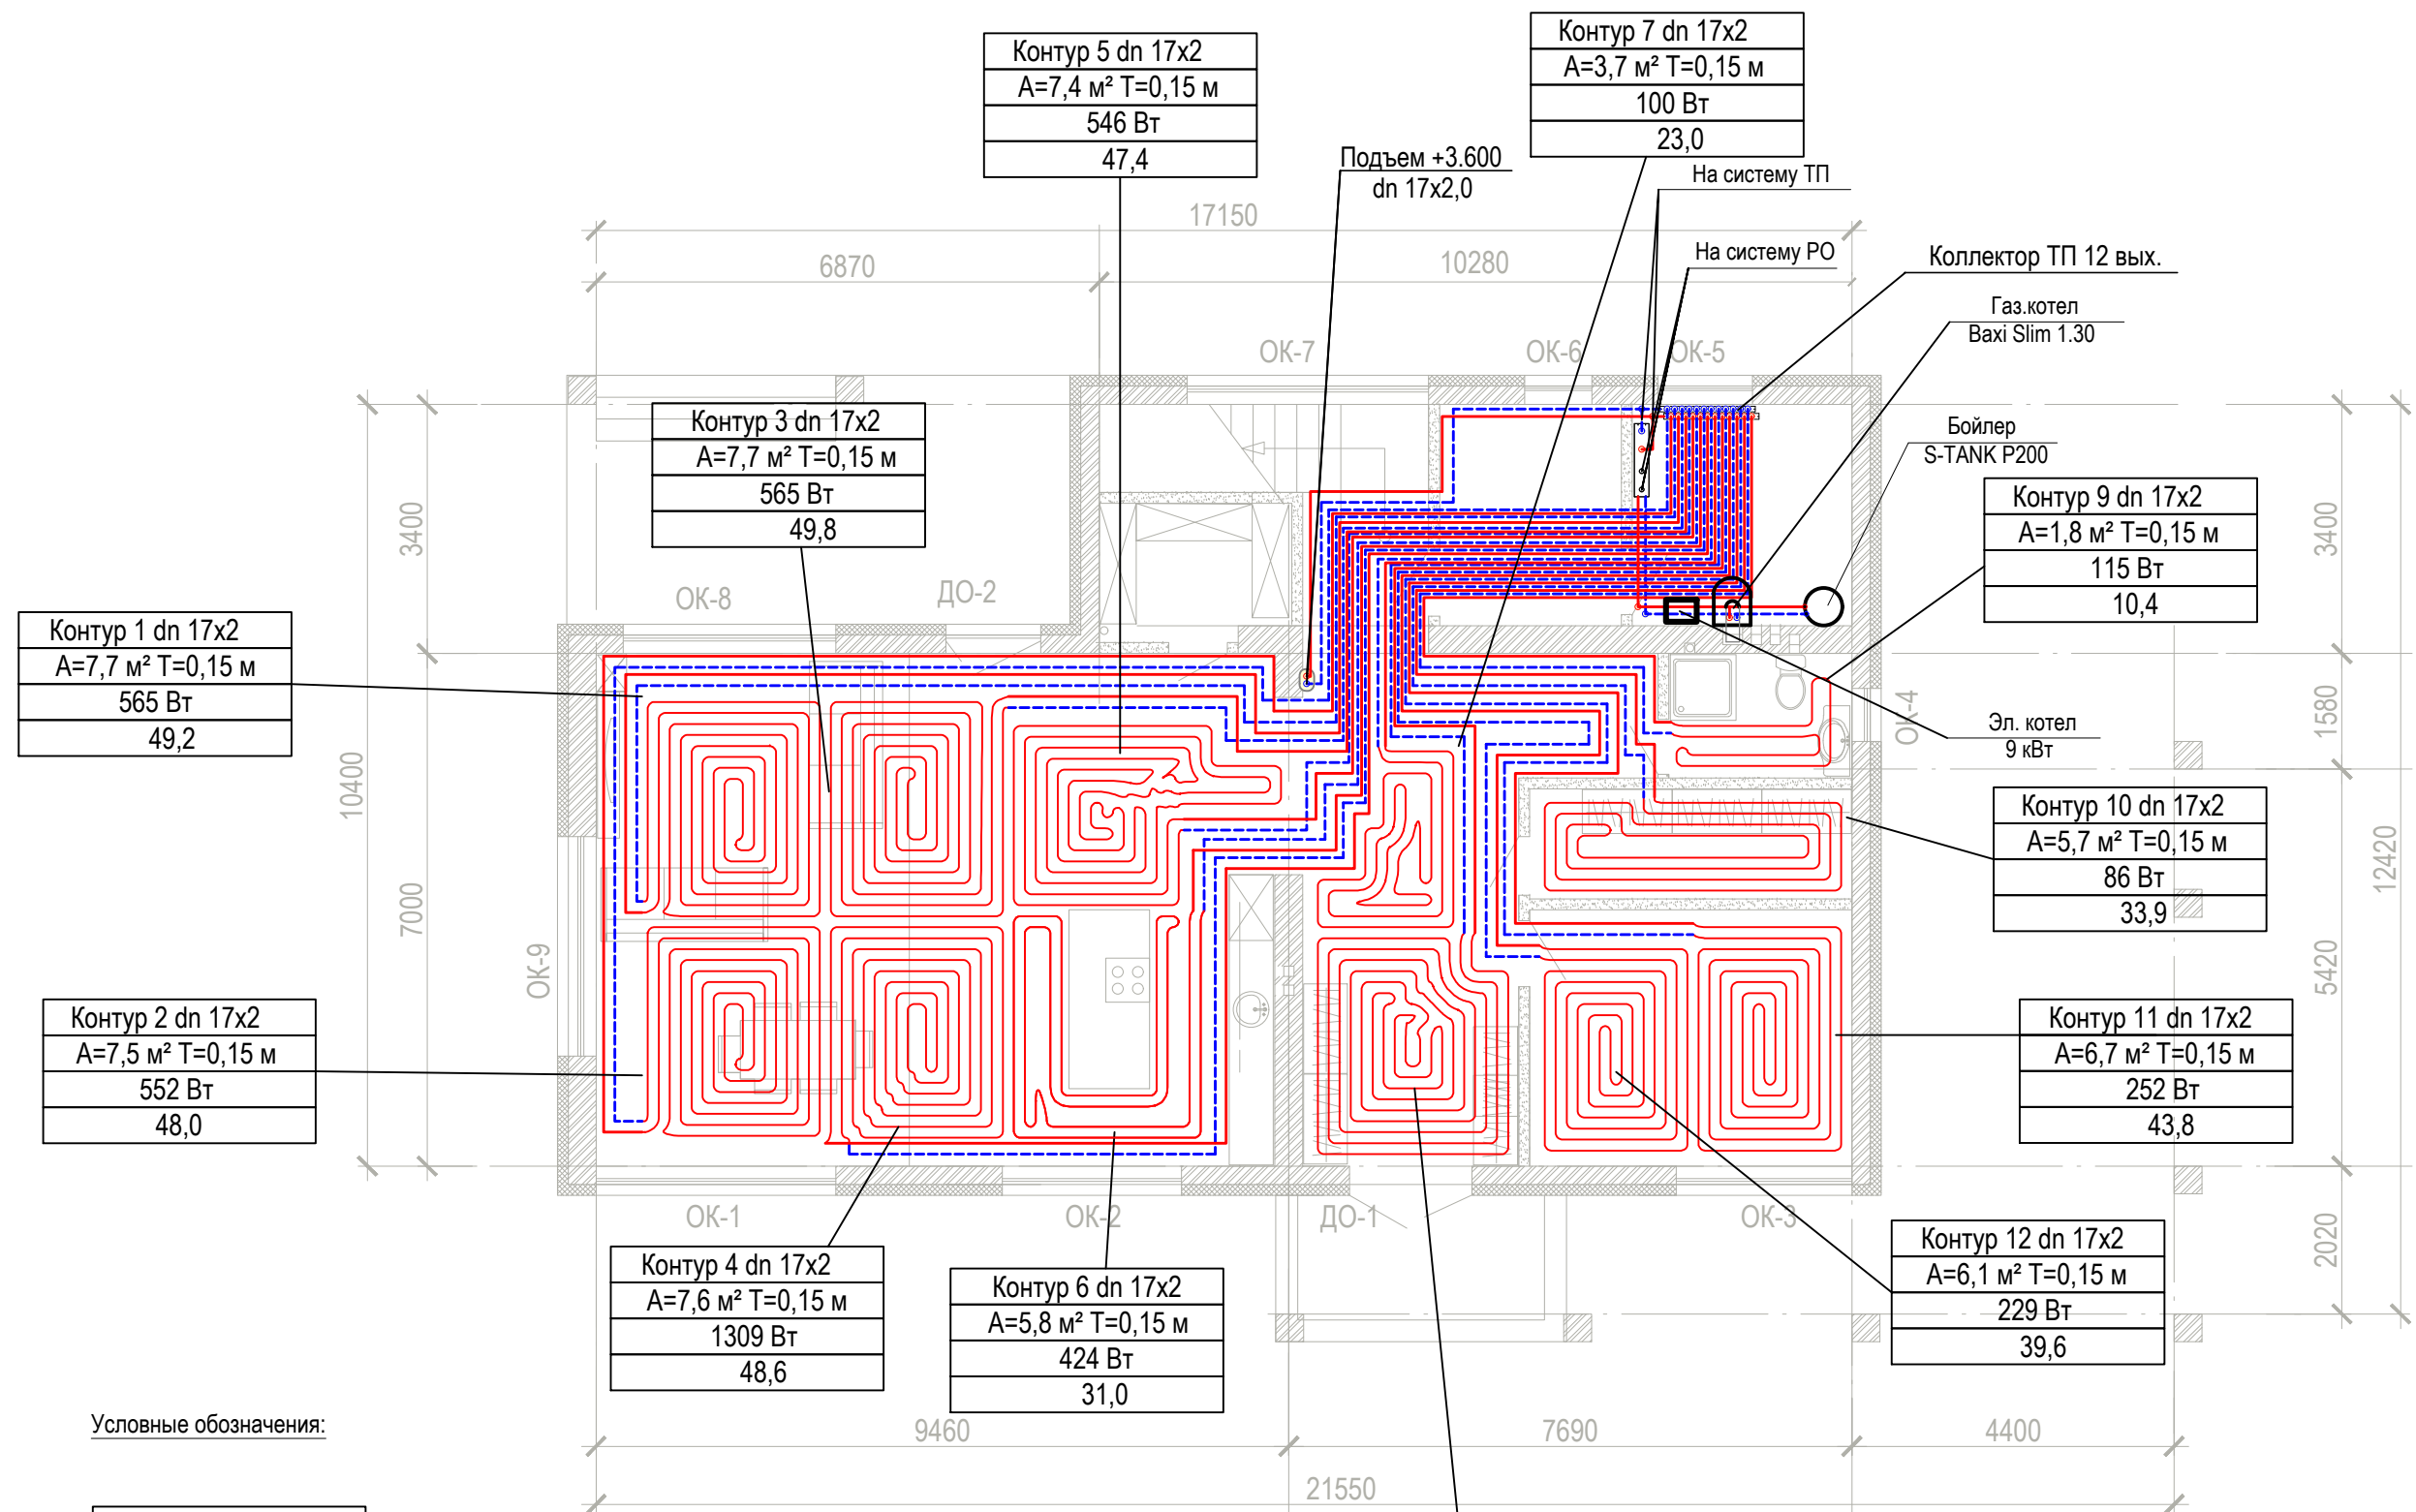 Контур 5 dn 17x2
A=7,4 м² T=0,15 м
546 Вт
47,4
Контур 7 dn 17x2
A=3,7 м² T=0,15 м
100 Вт
23,0
Подъем +3.600
dn 17x2,0
На систему ТП
На систему РО
Коллектор ТП 12 вых.
Газ.котел
Baxi Slim 1.30
Бойлер
S-TANK P200
17150
6870
10280
ОК-7
ОК-6
ОК-5
Контур 3 dn 17x2
A=7,7 м² T=0,15 м
565 Вт
49,8
Контур 9 dn 17x2
A=1,8 м² T=0,15 м
115 Вт
10,4
3400
3400
ОК-8
ДО-2
Контур 1 dn 17x2
A=7,7 м² T=0,15 м
565 Вт
49,2
ОК-4
1580
Эл. котел
9 кВт
10400
7000
Контур 10 dn 17x2
A=5,7 м² T=0,15 м
86 Вт
33,9
12420
5420
ОК-9
Контур 2 dn 17x2
A=7,5 м² T=0,15 м
552 Вт
48,0
Контур 11 dn 17x2
A=6,7 м² T=0,15 м
252 Вт
43,8
ОК-1
ОК-2
ДО-1
ОК-3
2020
Контур 4 dn 17x2
A=7,6 м² T=0,15 м
1309 Вт
48,6
Контур 6 dn 17x2
A=5,8 м² T=0,15 м
424 Вт
31,0
Контур 12 dn 17x2
A=6,1 м² T=0,15 м
229 Вт
39,6
Условные обозначения:
9460
7690
4400
21550